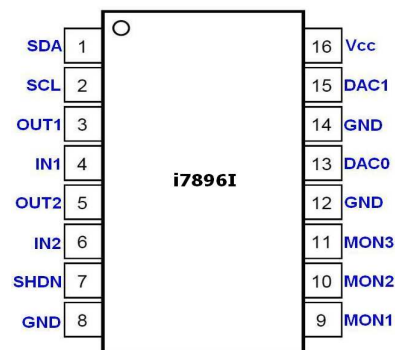 SDA 1 16 Vcc
SCL 2 15 DAC1
OUT1 3 14 GND
IN1 4 13 DAC0
i7896I
OUT2 5 12 GND
IN2 6 11 MON3
SHDN 7 10 MON2
GND 8 9 MON1